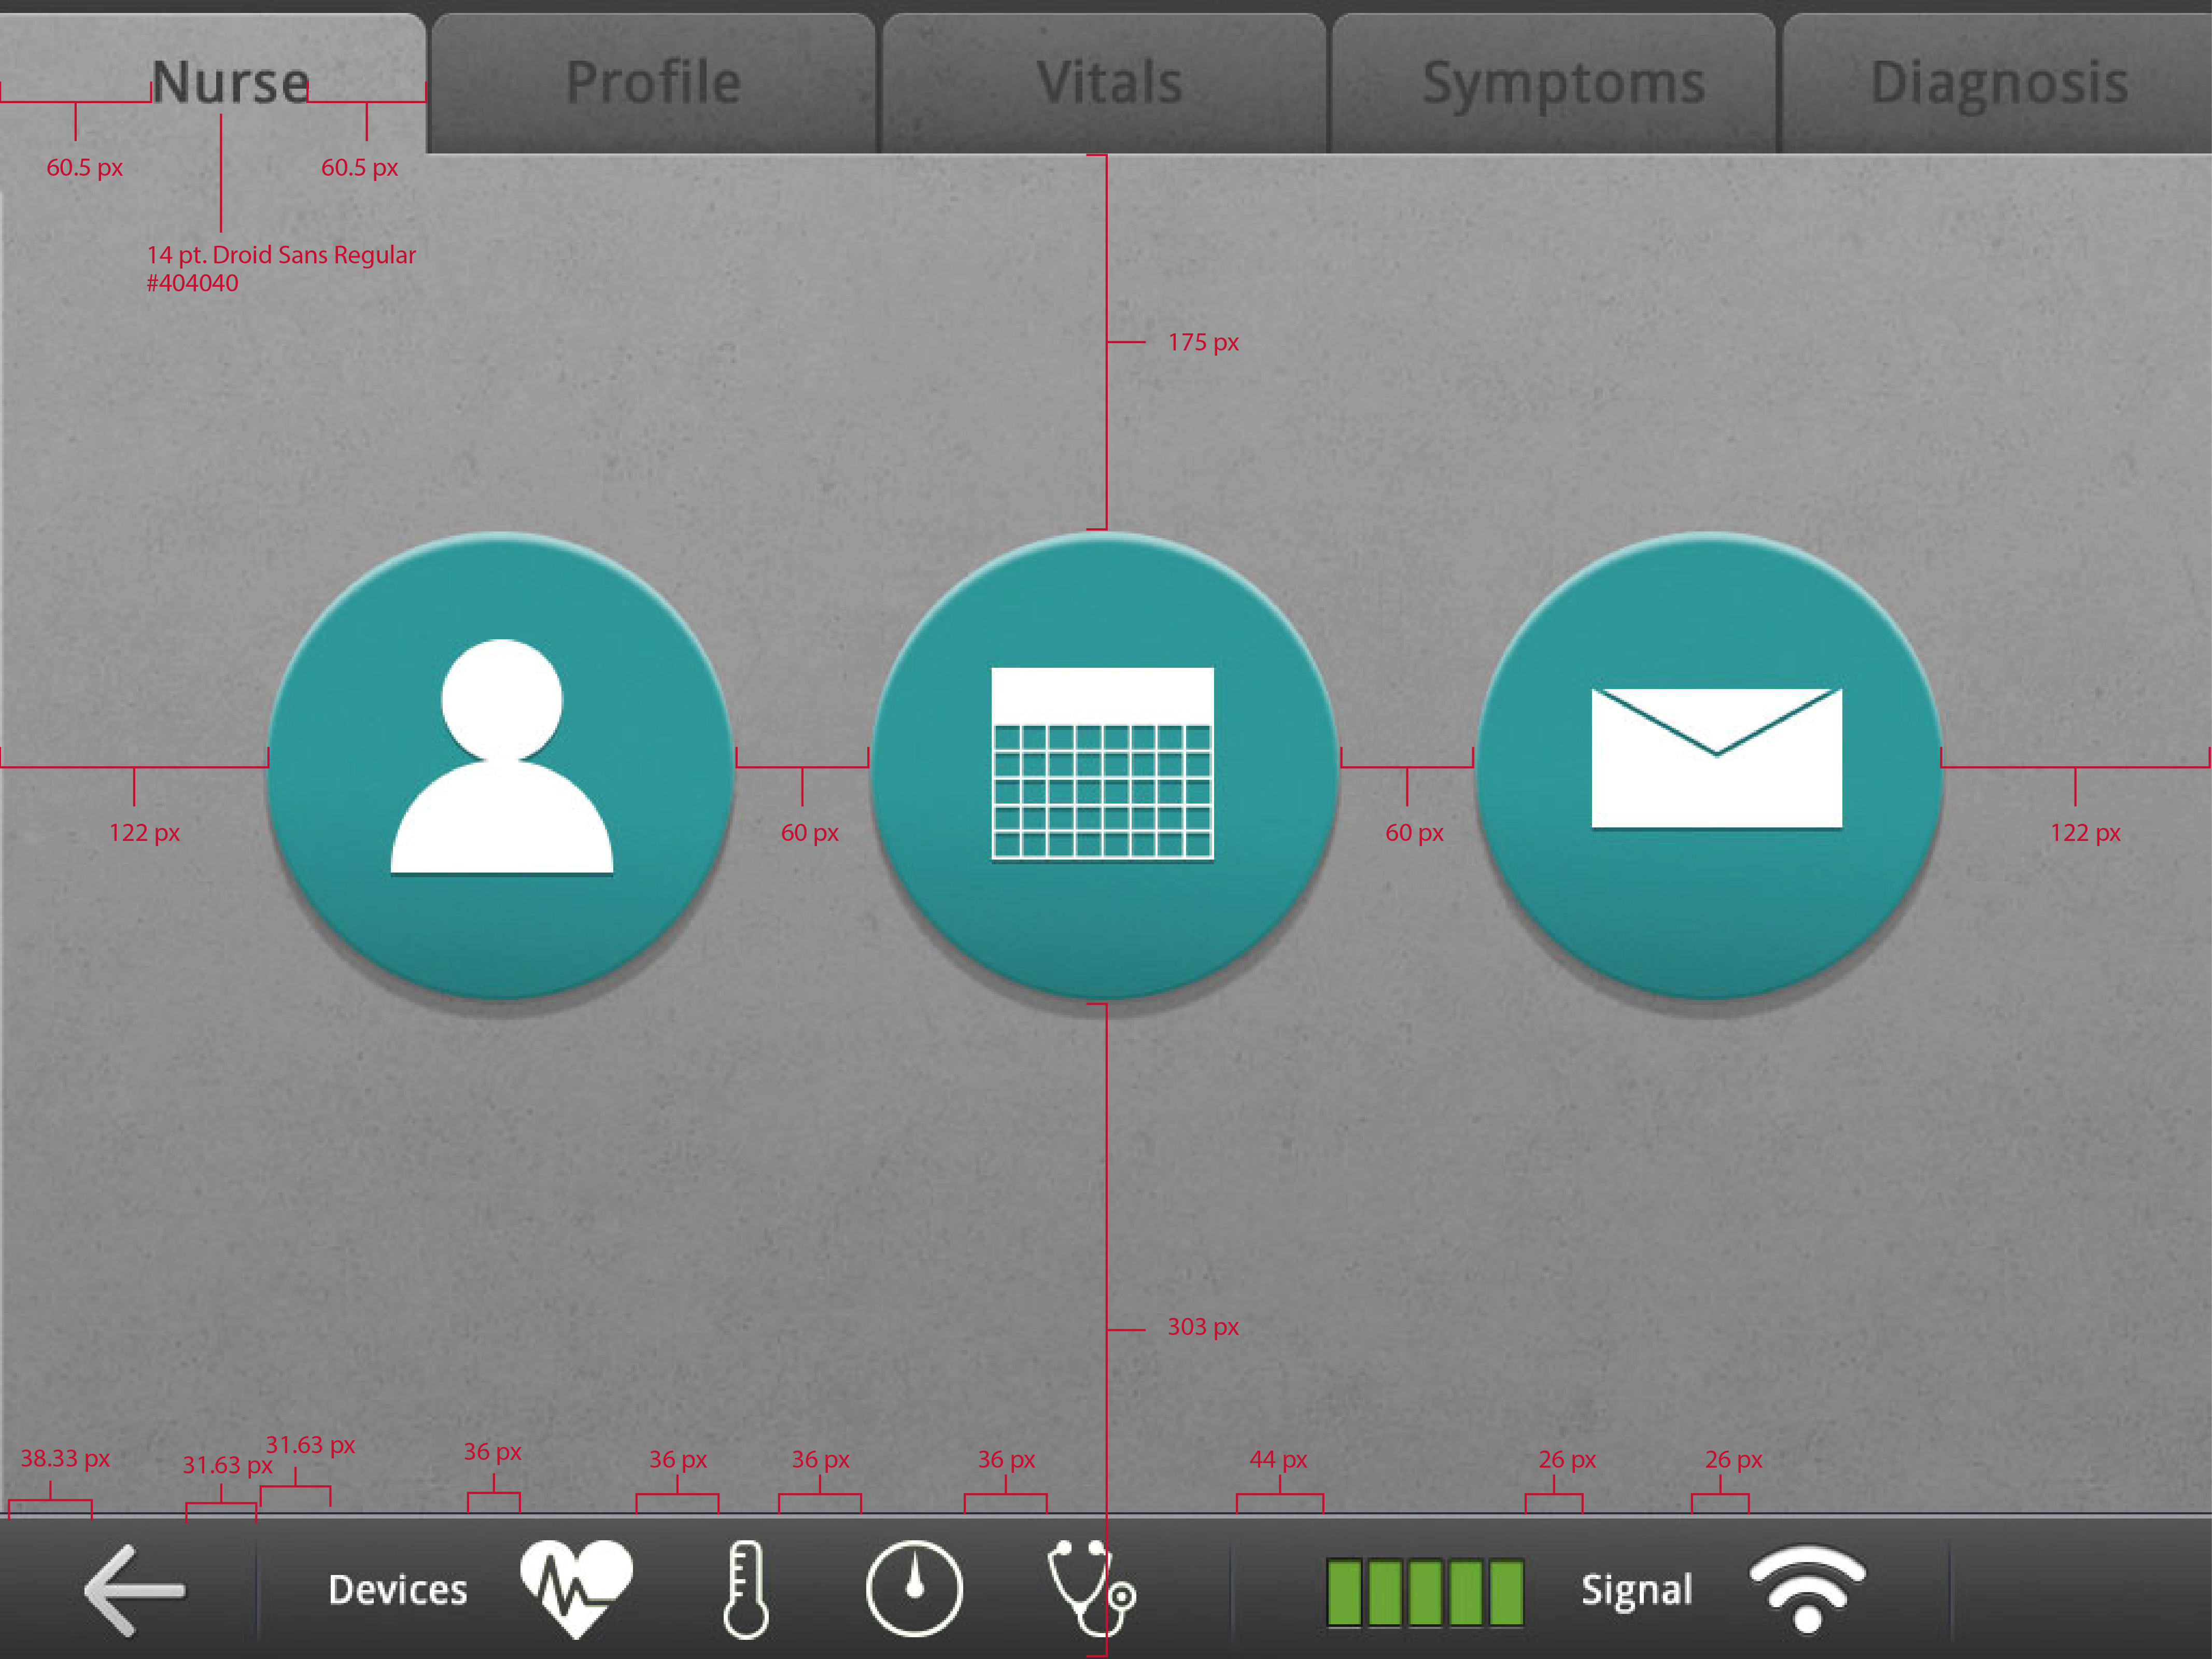 Nurse
Profile
Vitals
Symptoms
Diagnosis
60.5 px
60.5 px
14 pt. Droid Sans Regular
#404040
175 px
122 px
60 px
60 px
122 px
303 px
38.33 px
31.63 px
31.63 px
36 px
36 px
36 px
36 px
44 px
26 px
26 px
Devices
Signal